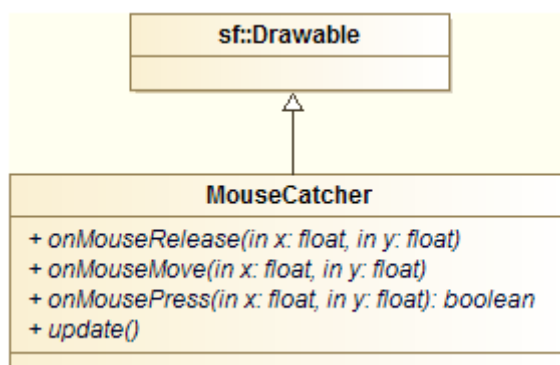 sf::Drawable
MouseCatcher
+ onMouseRelease(in x: float, in y: float)
+ onMouseMove(in x: float, in y: float)
+ onMousePress(in x: float, in y: float): boolean
+ update()